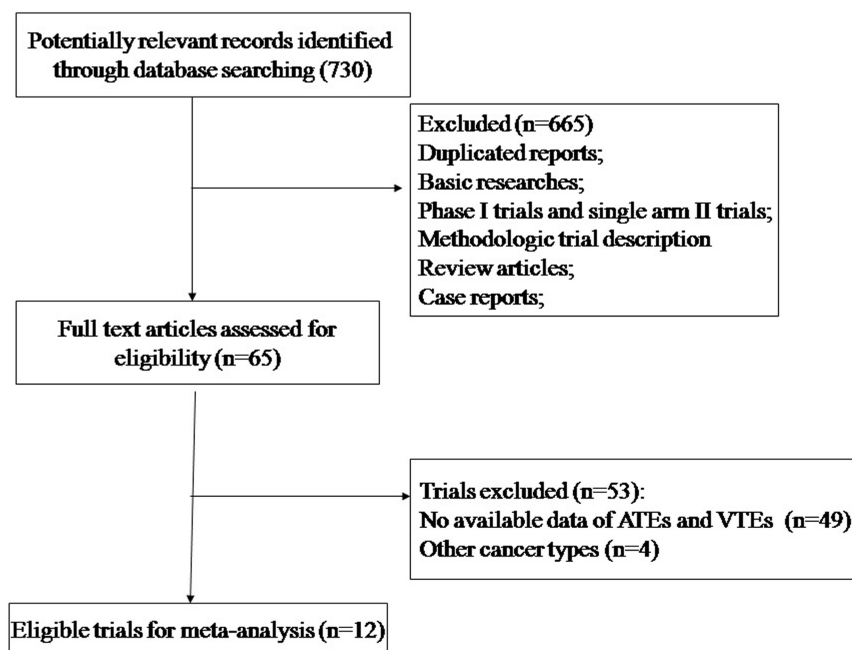 Potentially relevant records identified
through database searching (730)
Excluded (n=665)
Duplicated reports;
Basic researches;
Phase I trials and single arm II trials;
Methodologic trial description
Review articles;
Case reports;
Full text articles assessed for
eligibility (n=65)
Trials excluded (n=53):
No available data of ATEs and VTEs (n=49)
Other cancer types (n=4)
Eligible trials for meta-analysis (n=12)